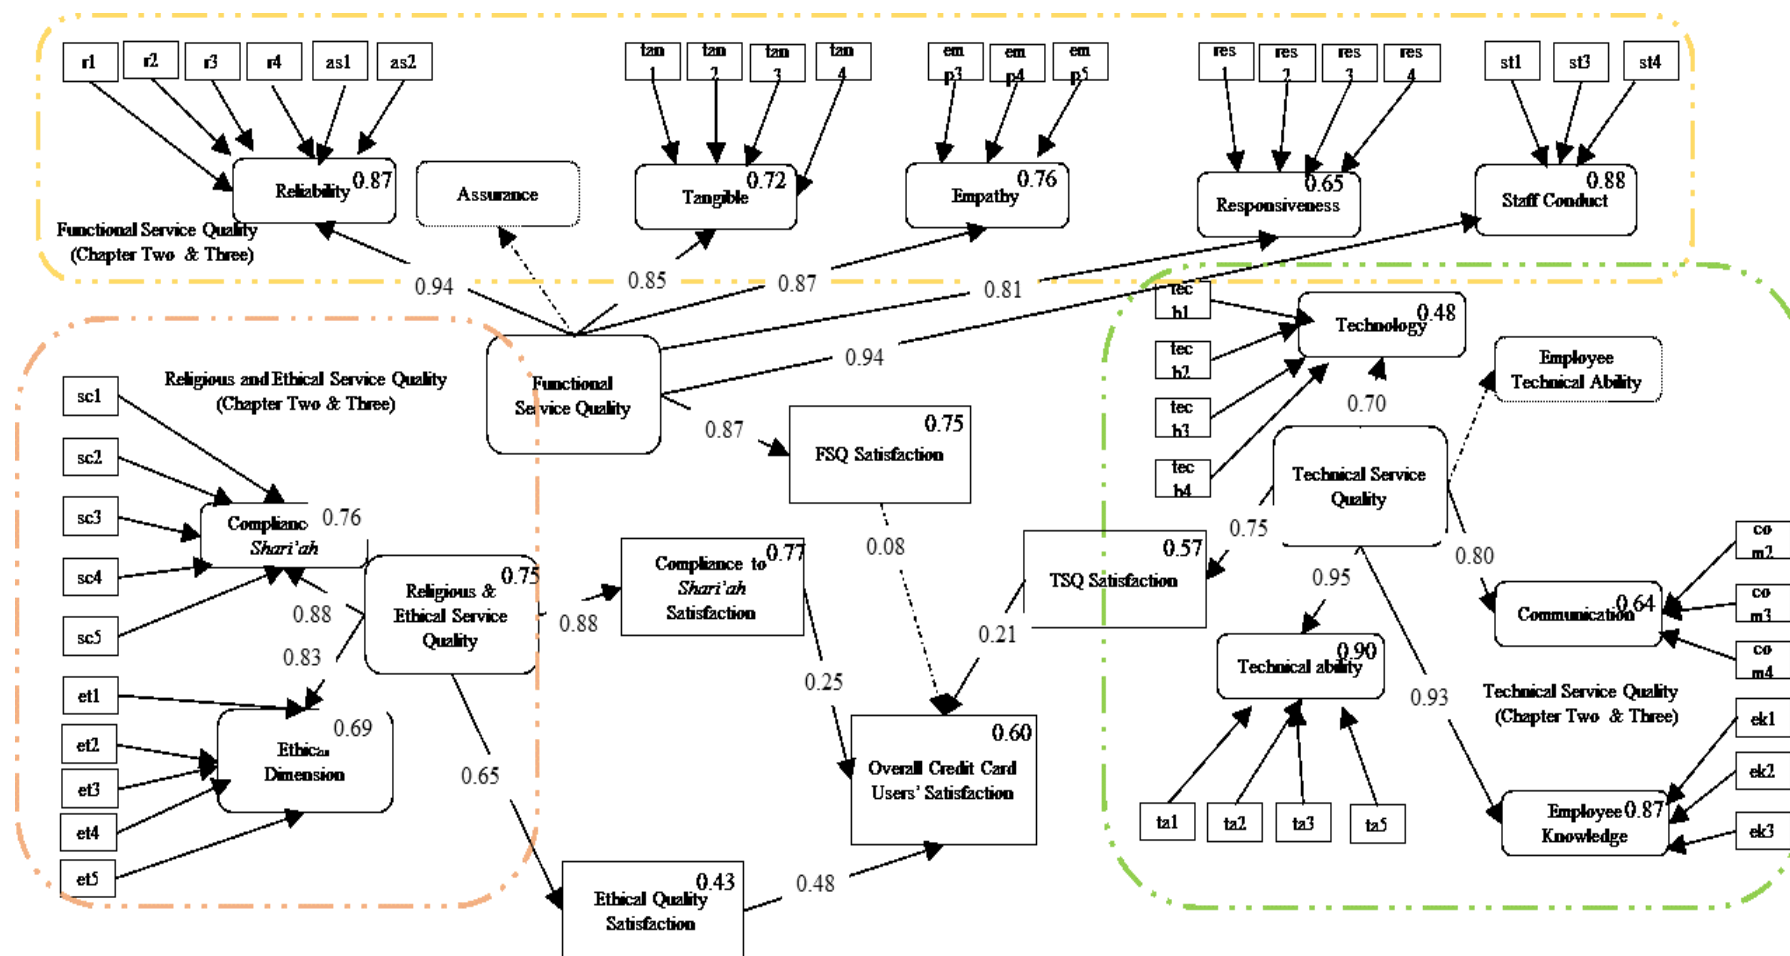 r1
r2
r3
r4
as1
as2
tan
1
tan
2
tan
3
tan
4
em
p3
em
p4
em
p5
res
1
res
2
res
3
res
4
st1
st3
st4
Reliability
0.87
Assurance
Tangible
0.72
Empathy
0.76
Responsiveness
0.65
Staff Conduct
0.88
Functional Service Quality
(Chapter Two & Three)
0.94
0.85
0.87
0.81
0.94
Functional
Service Quality
0.87
FSQ Satisfaction
0.75
0.08
Religious and Ethical Service Quality
(Chapter Two & Three)
sc1
sc2
sc3
sc4
sc5
0.76
Shari'ah
0.88
0.83
Religious &
Ethical Service
Quality
0.75
0.88
Compliance to
Shari'ah
Satisfaction
0.77
0.25
et1
et2
et3
et4
et5
0.69
Dimension
0.65
Ethical Quality
Satisfaction
0.43
0.48
Overall Credit Card
Users' Satisfaction
0.60
TSQ Satisfaction
0.57
0.21
0.75
tec
h1
tec
h2
tec
h3
tec
h4
Technology
0.48
0.70
Employee
Technical Ability
Technical Service
Quality
0.80
0.95
0.93
Communication
0.64
co
m2
co
m3
co
m4
Technical ability
0.90
ta1
ta2
ta3
ta5
Technical Service Quality
(Chapter Two & Three)
Employee
Knowledge
0.87
ek1
ek2
ek3